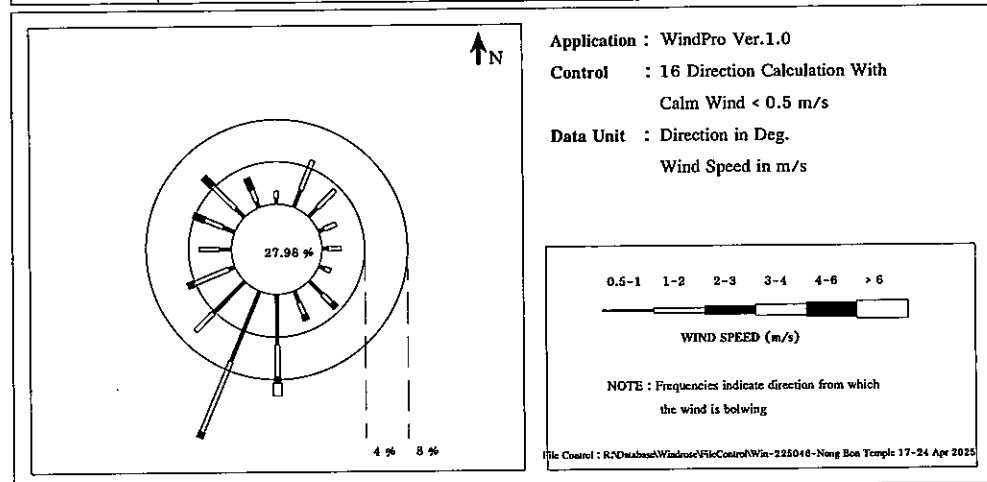 N
27.98 %
4 %
8 %
Application : WindPro Ver.1.0
Control : 16 Direction Calculation With
Calm Wind < 0.5 m/s
Data Unit : Direction in Deg.
Wind Speed in m/s
0.5-1 1-2 2-3 3-4 4-6 > 6
WIND SPEED (m/s)
NOTE : Frequencies indicate direction from which
the wind is bolwing
File Control : R:\Database\Windrose\FileControl\Win-225046-Nong Bon Temple 17-24 Apr 2025